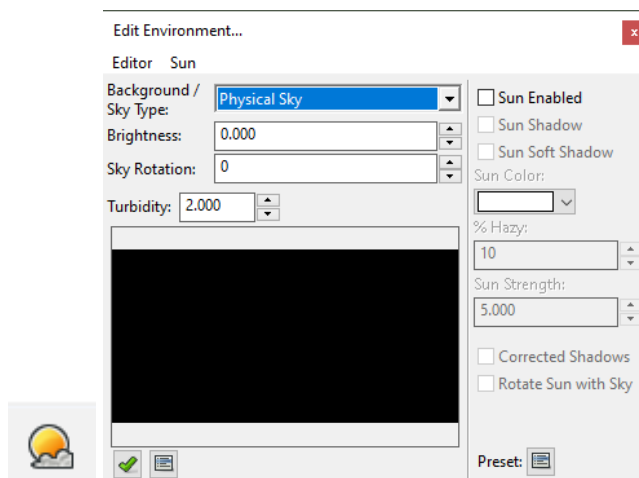 Edit Environment...
x
Editor Sun
Background /
Sky Type:
Physical Sky
Brightness:
0.000
Sky Rotation:
0
Turbidity:
2.000
Sun Enabled
Sun Shadow
Sun Soft Shadow
Sun Color:
% Hazy:
10
Sun Strength:
5.000
Corrected Shadows
Rotate Sun with Sky
Preset: